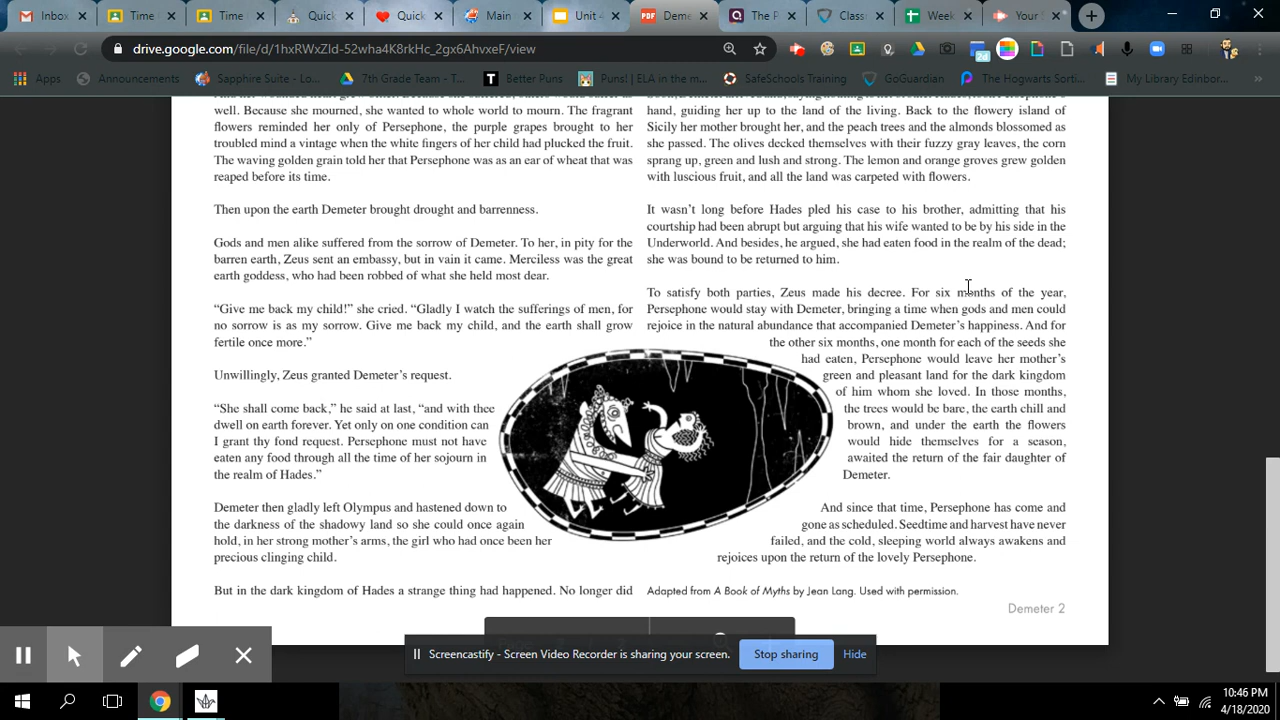 Inbox
Time
Time
Quick
Quick
Main
Unit 4
PDF
Deme
The P
Class
Week
Your S
drive.google.com/file/d/1hxRWxZId-52wha4K8rkHc_2gx6AhvxeF/view
2d
Apps
Announcements
Sapphire Suite - Lo...
7th Grade Team - T...
Better Puns
Puns! | ELA in the m...
SafeSchools Training
GoGuardian
The Hogwarts Sorti...
My Library Edinbor...
well. Because she mourned, she wanted to whole world to mourn. The fragrant
flowers reminded her only of Persephone, the purple grapes brought to her
troubled mind a vintage when the white fingers of her child had plucked the fruit.
The waving golden grain told her that Persephone was as an ear of wheat that was
reaped before its time.
Then upon the earth Demeter brought drought and barrenness.
Gods and men alike suffered from the sorrow of Demeter. To her, in pity for the
barren earth, Zeus sent an embassy, but in vain it came. Merciless was the great
earth goddess, who had been robbed of what she held most dear.
“Give me back my child!” she cried. “Gladly I watch the sufferings of men, for
no sorrow is as my sorrow. Give me back my child, and the earth shall grow
fertile once more.”
Unwillingly, Zeus granted Demeter’s request.
“She shall come back,” he said at last, “and with thee
dwell on earth forever. Yet only on one condition can
I grant thy fond request. Persephone must not have
eaten any food through all the time of her sojourn in
the realm of Hades.”
Demeter then gladly left Olympus and hastened down to
the darkness of the shadowy land so she could once again
hold, in her strong mother’s arms, the girl who had once been her
precious clinging child.
But in the dark kingdom of Hades a strange thing had happened. No longer did
hand, guiding her up to the land of the living. Back to the flowery island of
Sicily her mother brought her, and the peach trees and the almonds blossomed as
she passed. The olives decked themselves with their fuzzy gray leaves, the corn
sprang up, green and lush and strong. The lemon and orange groves grew golden
with luscious fruit, and all the land was carpeted with flowers.
It wasn’t long before Hades pled his case to his brother, admitting that his
courtship had been abrupt but arguing that his wife wanted to be by his side in the
Underworld. And besides, he argued, she had eaten food in the realm of the dead;
she was bound to be returned to him.
To satisfy both parties, Zeus made his decree. For six months of the year,
Persephone would stay with Demeter, bringing a time when gods and men could
rejoice in the natural abundance that accompanied Demeter’s happiness. And for
the other six months, one month for each of the seeds she
had eaten, Persephone would leave her mother’s
green and pleasant land for the dark kingdom
of him whom she loved. In those months,
the trees would be bare, the earth chill and
brown, and under the earth the flowers
would hide themselves for a season,
awaited the return of the fair daughter of
Demeter.
And since that time, Persephone has come and
gone as scheduled. Seedtime and harvest have never
failed, and the cold, sleeping world always awakens and
rejoices upon the return of the lovely Persephone.
Adapted from A Book of Myths by Jean Lang. Used with permission.
Demeter 2
Screencastify - Screen Video Recorder is sharing your screen.
Stop sharing
Hide
10:46 PM
4/18/2020